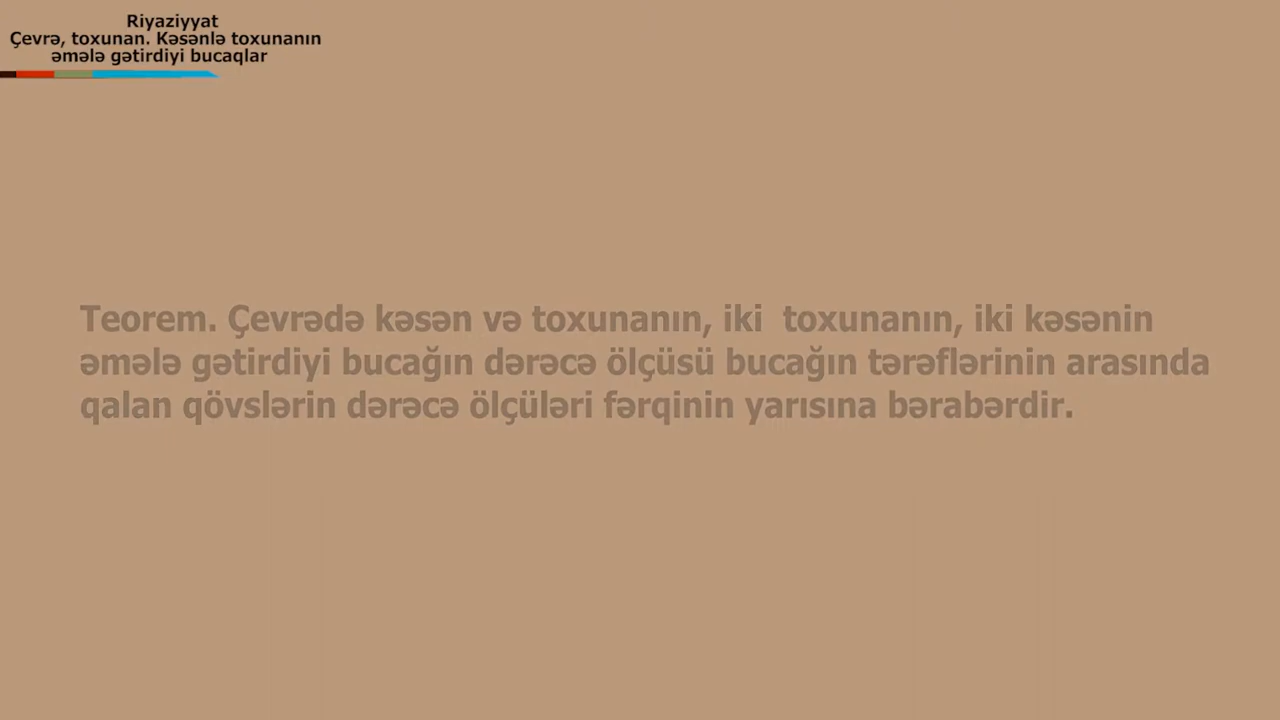 Riyaziyyat
Çevrə, toxunan. Kəsənlə toxunanın
əmələ gətirdiyi bucaqlar
Teorem. Çevrədə kəsən və toxunanın, iki  toxunanın, iki kəsənin
əmələ gətirdiyi bucağın dərəcə ölçüsü bucağın tərəflərinin arasında
qalan qövslərin dərəcə ölçüləri fərqinin yarısına bərabərdir.